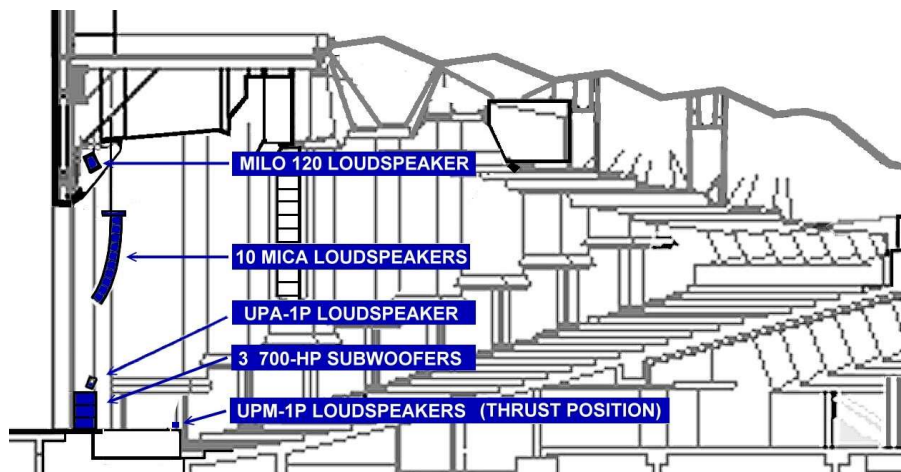 MILO 120 LOUDSPEAKER
10 MICA LOUDSPEAKERS
UPA-1P LOUDSPEAKER
3 700-HP SUBWOOFERS
UPM-1P LOUDSPEAKERS (THRUST POSITION)